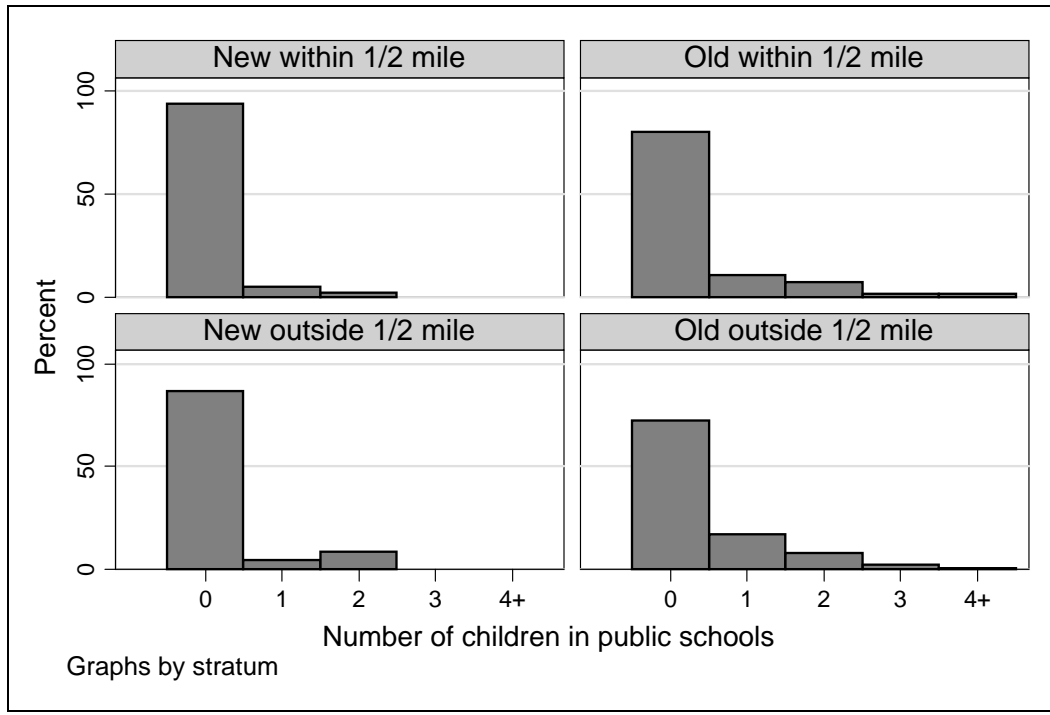 New within 1/2 mile
Old within 1/2 mile
100
50
0
New outside 1/2 mile
Old outside 1/2 mile
100
50
0
Percent
0 1 2 3 4+
0 1 2 3 4+
Number of children in public schools
Graphs by stratum